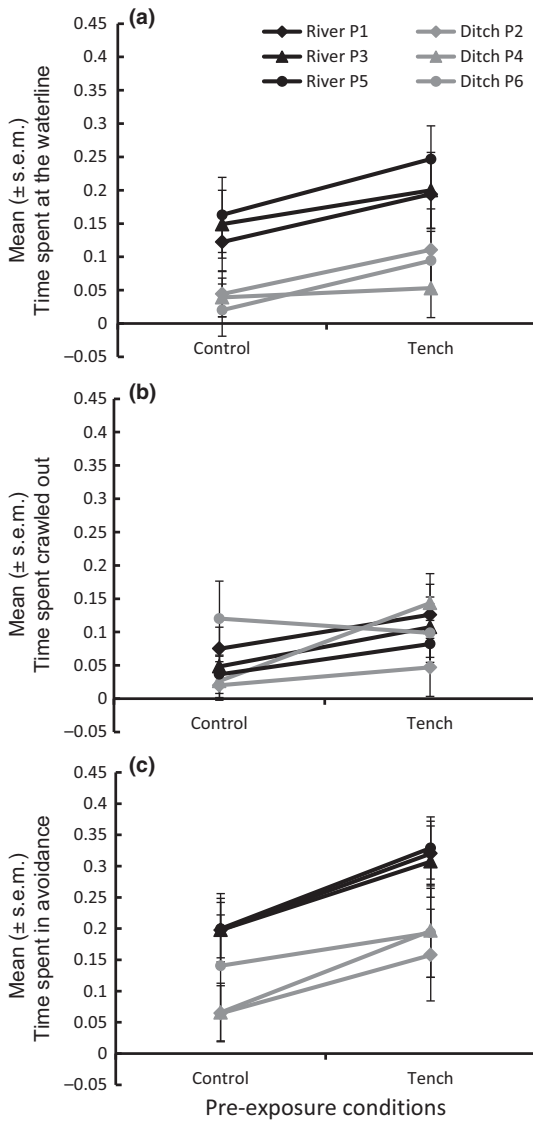 (a)
River P1
Ditch P2
River P3
Ditch P4
River P5
Ditch P6
Mean (± s.e.m.)
Time spent at the waterline
0.45
0.4
0.35
0.3
0.25
0.2
0.15
0.1
0.05
0
–0.05
Control
Tench
(b)
Mean (± s.e.m.)
Time spent crawled out
0.45
0.4
0.35
0.3
0.25
0.2
0.15
0.1
0.05
0
–0.05
Control
Tench
(c)
Mean (± s.e.m.)
Time spent in avoidance
0.45
0.4
0.35
0.3
0.25
0.2
0.15
0.1
0.05
0
–0.05
Control
Tench
Pre-exposure conditions